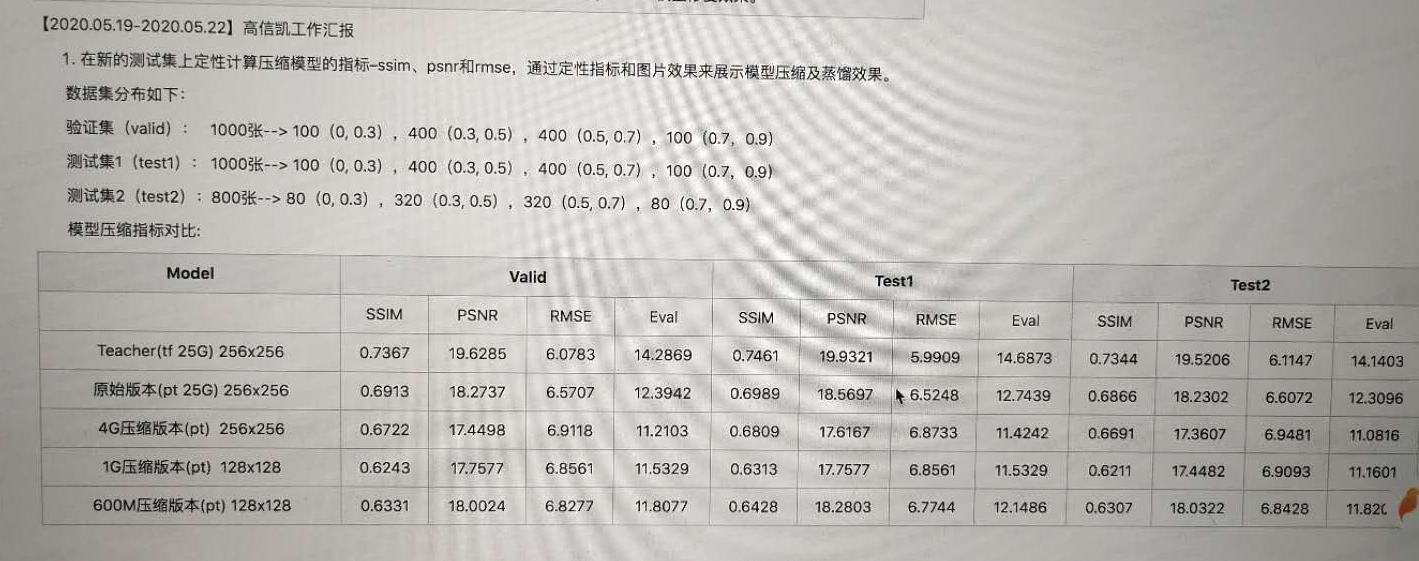 【2020.05.19-2020.05.22】高信凯工作汇报
1. 在新的测试集上定性计算压缩模型的指标–ssim、psnr和rmse，通过定性指标和图片效果来展示模型压缩及蒸馏效果。
数据集分布如下：
验证集（valid）： 1000张--> 100（0, 0.3），400（0.3, 0.5），400（0.5, 0.7），100（0.7，0.9）
测试集1（test1）：1000张--> 100（0, 0.3），400（0.3, 0.5），400（0.5, 0.7），100（0.7，0.9）
测试集2（test2）：800张--> 80（0, 0.3），320（0.3, 0.5），320（0.5, 0.7），80（0.7，0.9）
模型压缩指标对比:
Model Valid Test1 Test2
SSIM PSNR RMSE Eval SSIM PSNR RMSE Eval SSIM PSNR RMSE Eval
Teacher(tf 25G) 256x256 0.7367 19.6285 6.0783 14.2869 0.7461 19.9321 5.9909 14.6873 0.7344 19.5206 6.1147 14.1403
原始版本(pt 25G) 256x256 0.6913 18.2737 6.5707 12.3942 0.6989 18.5697 6.5248 12.7439 0.6866 18.2302 6.6072 12.3096
4G压缩版本(pt) 256x256 0.6722 17.4498 6.9118 11.2103 0.6809 17.6167 6.8733 11.4242 0.6691 17.3607 6.9481 11.0816
1G压缩版本(pt) 128x128 0.6243 17.7577 6.8561 11.5329 0.6313 17.7577 6.8561 11.5329 0.6211 17.4482 6.9093 11.1601
600M压缩版本(pt) 128x128 0.6331 18.0024 6.8277 11.8077 0.6428 18.2803 6.7744 12.1486 0.6307 18.0322 6.8428